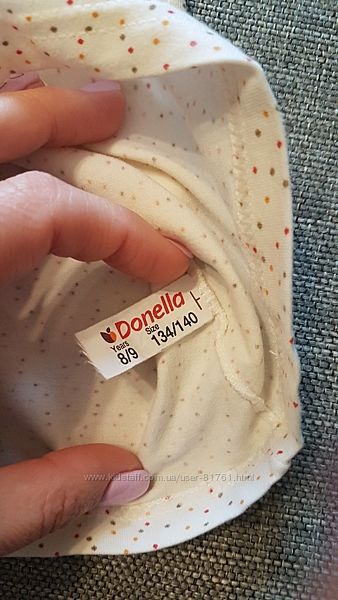 Donella
Years Size
8/9 134/140
www.kidstaff.com.ua/user-81761.html